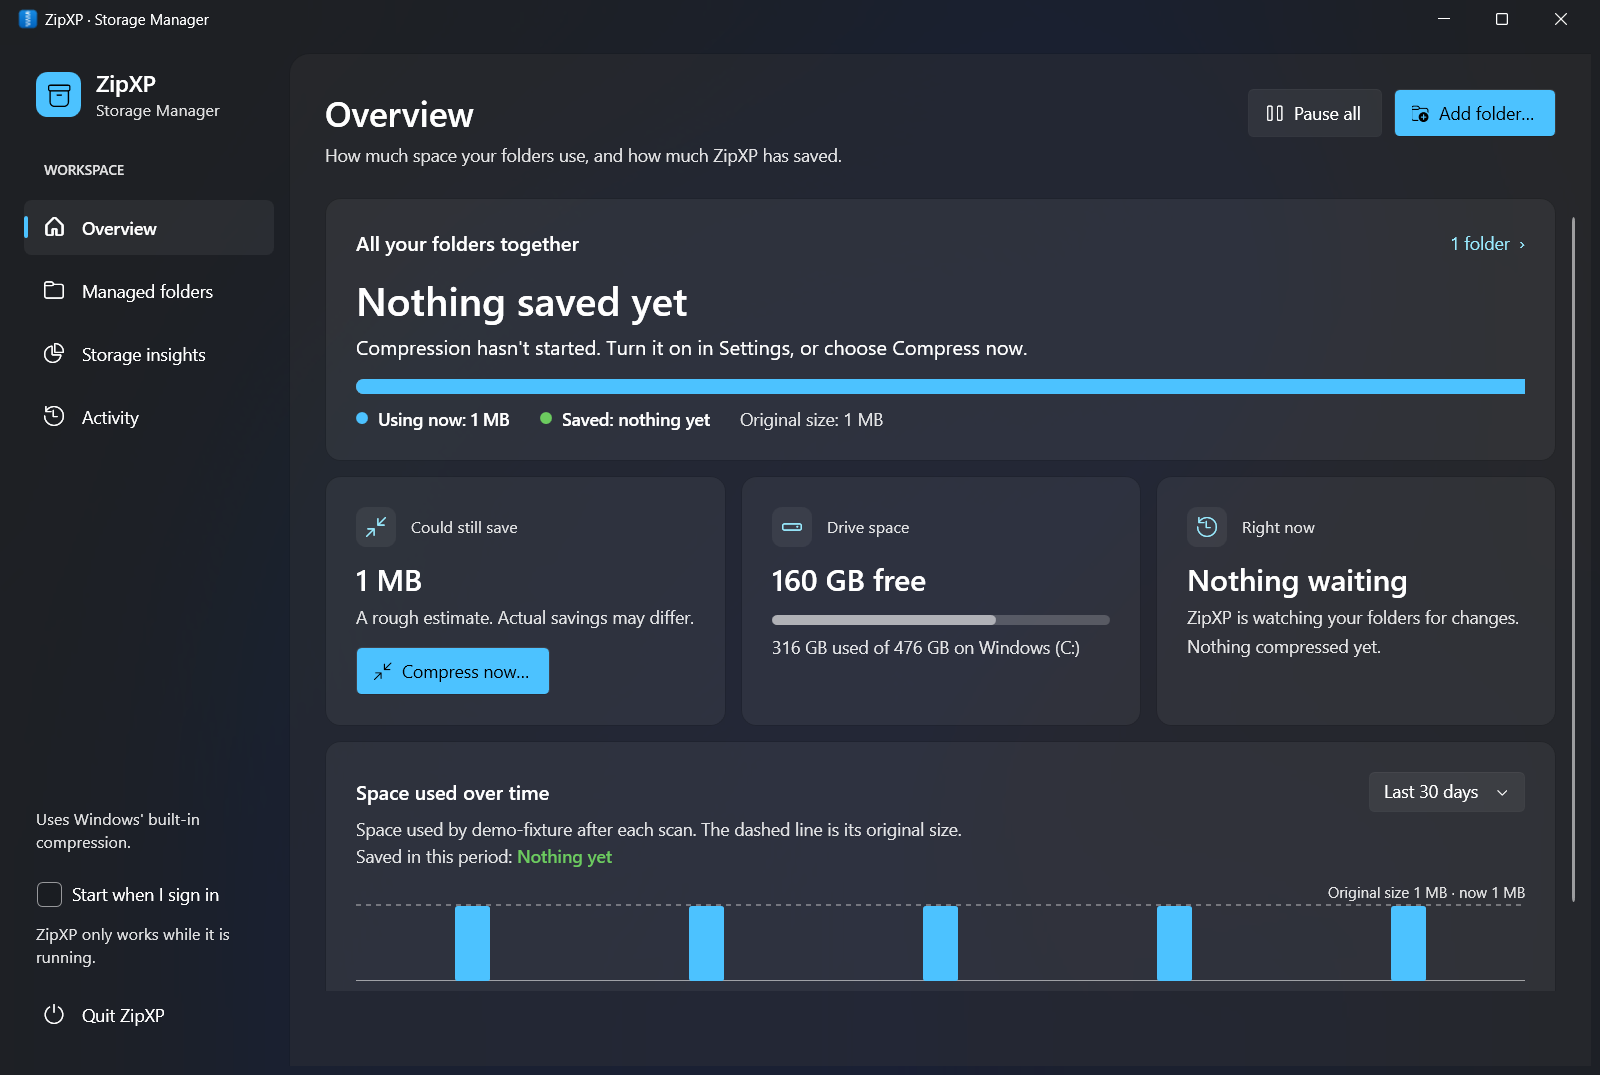 ZipXP · Storage Manager
ZipXP
Storage Manager
WORKSPACE
Overview
Managed folders
Storage insights
Activity
Uses Windows' built-in
compression.
Start when I sign in
ZipXP only works while it is
running.
Quit ZipXP
Overview
How much space your folders use, and how much ZipXP has saved.
Pause all
Add folder...
All your folders together
1 folder ›
Nothing saved yet
Compression hasn't started. Turn it on in Settings, or choose Compress now.
Using now: 1 MB
Saved: nothing yet
Original size: 1 MB
Could still save
1 MB
A rough estimate. Actual savings may differ.
Compress now...
Drive space
160 GB free
316 GB used of 476 GB on Windows (C:)
Right now
Nothing waiting
ZipXP is watching your folders for changes.
Nothing compressed yet.
Space used over time
Last 30 days
Space used by demo-fixture after each scan. The dashed line is its original size.
Saved in this period: Nothing yet
Original size 1 MB · now 1 MB